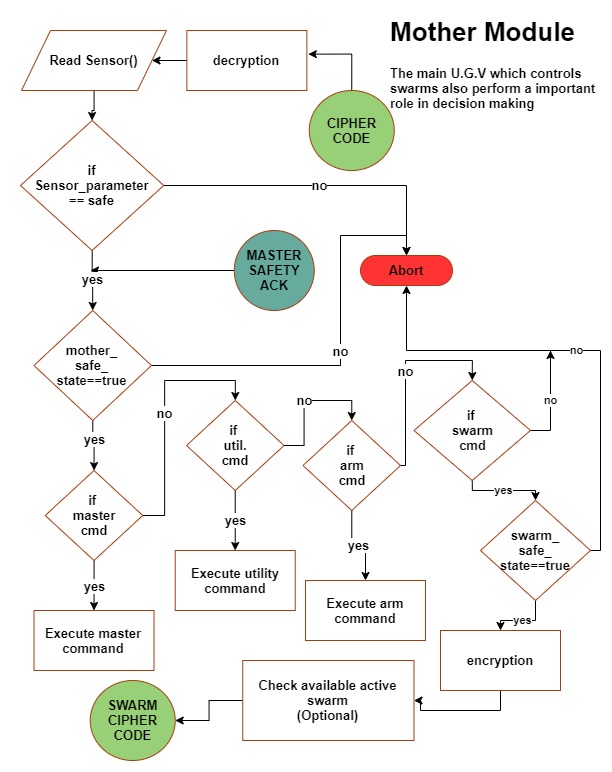 Mother Module
The main U.G.V which controls
swarms also perform a important
role in decision making
Read Sensor()
decryption
CIPHER
CODE
if
Sensor_parameter
== safe
no
MASTER
SAFETY
ACK
Abort
yes
mother_
safe_
state==true
no
no
yes
no
no
if
util.
cmd
if
arm
cmd
if
swarm
cmd
no
if
master
cmd
yes
yes
yes
swarm_
safe_
state==true
yes
Execute utility
command
Execute arm
command
yes
Execute master
command
encryption
Check available active
swarm
(Optional)
SWARM
CIPHER
CODE